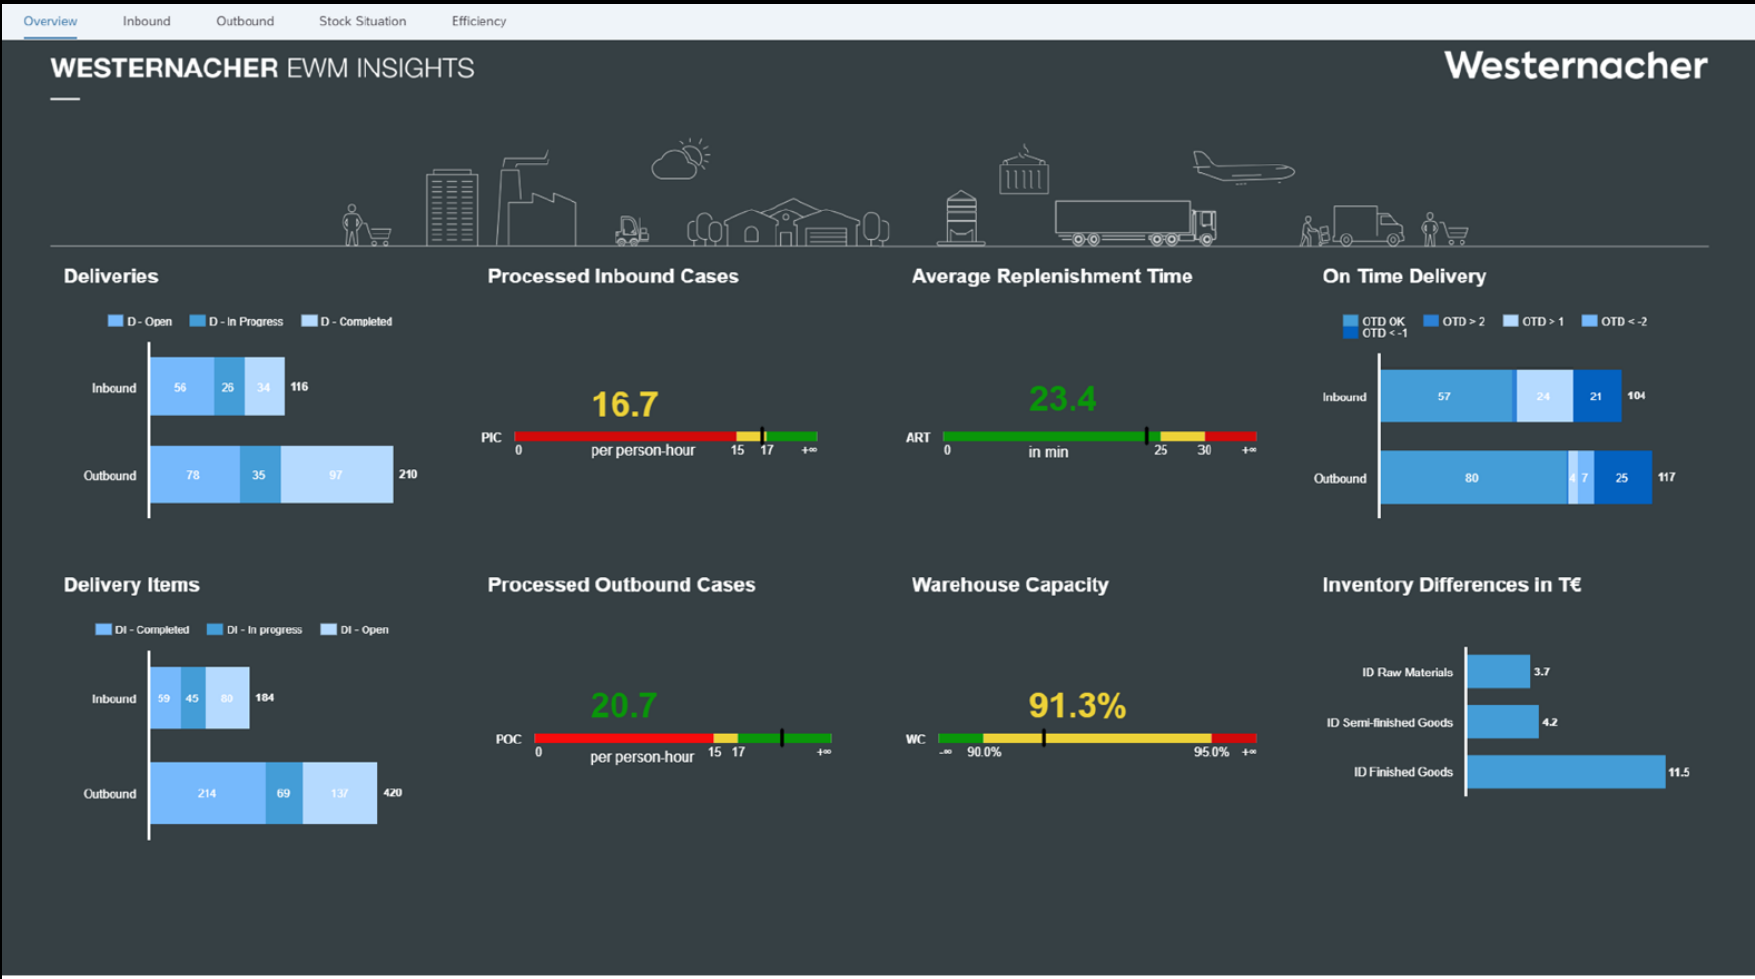 Overview Inbound Outbound Stock Situation Efficiency
WESTERNACHER EWM INSIGHTS
Westernacher
Deliveries
D - Open D - In Progress D - Completed
Inbound 56 26 34 116
Outbound 78 35 97 210
Processed Inbound Cases
16.7
PIC
0 per person-hour 15 17 +∞
Average Replenishment Time
23.4
ART
0 in min 25 30 +∞
On Time Delivery
OTD OK OTD > 2 OTD > 1 OTD < -2
OTD < -1
Inbound 57 24 21 104
Outbound 80 4 7 25 117
Delivery Items
DI - Completed DI - In progress DI - Open
Inbound 59 45 80 184
Outbound 214 69 137 420
Processed Outbound Cases
20.7
POC
0 per person-hour 15 17 +∞
Warehouse Capacity
91.3%
WC
-∞ 90.0% 95.0% +∞
Inventory Differences in T€
ID Raw Materials 3.7
ID Semi-finished Goods 4.2
ID Finished Goods 11.5